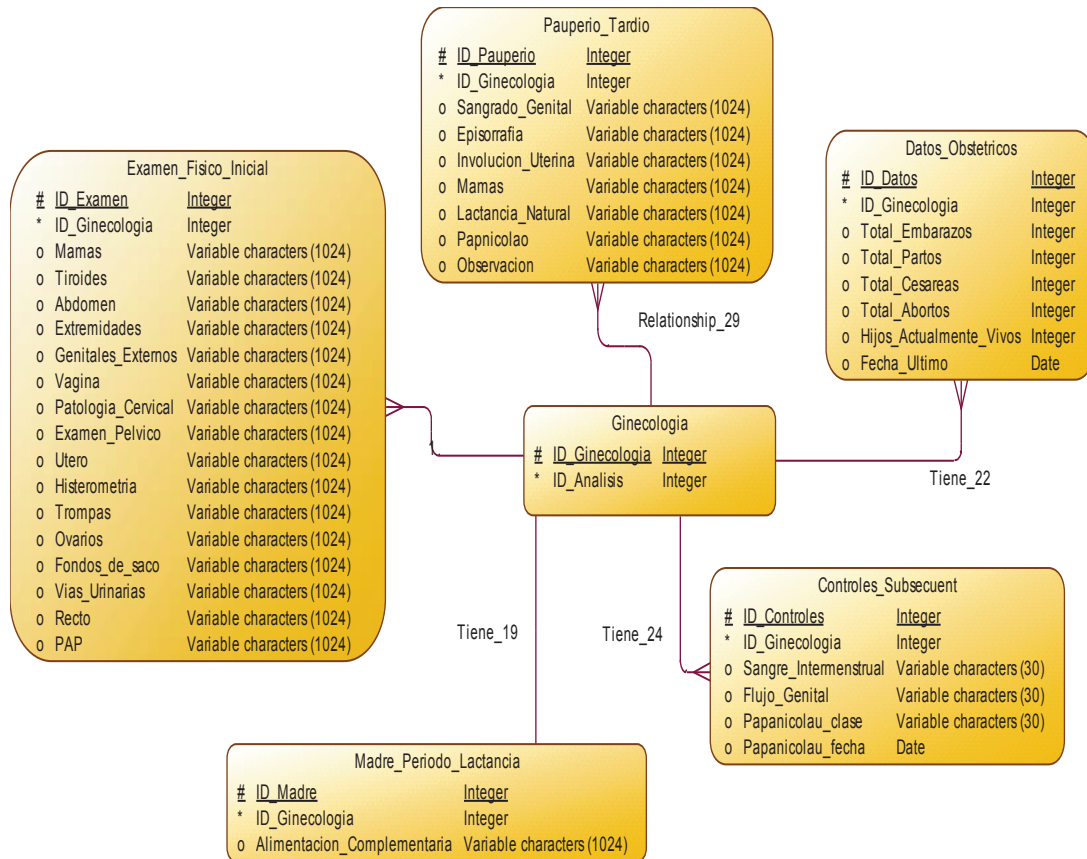 Pauperio_Tardio
# ID_Pauperio Integer
* ID_Ginecologia Integer
o Sangrado_Genital Variable characters (1024)
o Episorrafia Variable characters (1024)
o Involucion_Uterina Variable characters (1024)
o Mamas Variable characters (1024)
o Lactancia_Natural Variable characters (1024)
o Papnicolao Variable characters (1024)
o Observacion Variable characters (1024)
Examen_Fisico_Inicial
# ID_Examen Integer
* ID_Ginecologia Integer
o Mamas Variable characters (1024)
o Tiroides Variable characters (1024)
o Abdomen Variable characters (1024)
o Extremidades Variable characters (1024)
o Genitales_Externos Variable characters (1024)
o Vagina Variable characters (1024)
o Patologia_Cervical Variable characters (1024)
o Examen_Pelvico Variable characters (1024)
o Utero Variable characters (1024)
o Histerometria Variable characters (1024)
o Trompas Variable characters (1024)
o Ovarios Variable characters (1024)
o Fondos_de_saco Variable characters (1024)
o Vias_Urinarias Variable characters (1024)
o Recto Variable characters (1024)
o PAP Variable characters (1024)
Datos_Obstetricos
# ID_Datos Integer
* ID_Ginecologia Integer
o Total_Embarazos Integer
o Total_Partos Integer
o Total_Cesareas Integer
o Total_Abortos Integer
o Hijos_Actualmente_Vivos Integer
o Fecha_Ultimo Date
Relationship_29
1
Ginecologia
# ID_Ginecologia Integer
* ID_Analisis Integer
Tiene_22
Tiene_19
Tiene_24
Controles_Subsecuent
# ID_Controles Integer
* ID_Ginecologia Integer
o Sangre_Intermenstrual Variable characters (30)
o Flujo_Genital Variable characters (30)
o Papanicolau_clase Variable characters (30)
o Papanicolau_fecha Date
Madre_Periodo_Lactancia
# ID_Madre Integer
* ID_Ginecologia Integer
o Alimentacion_Complementaria Variable characters (1024)